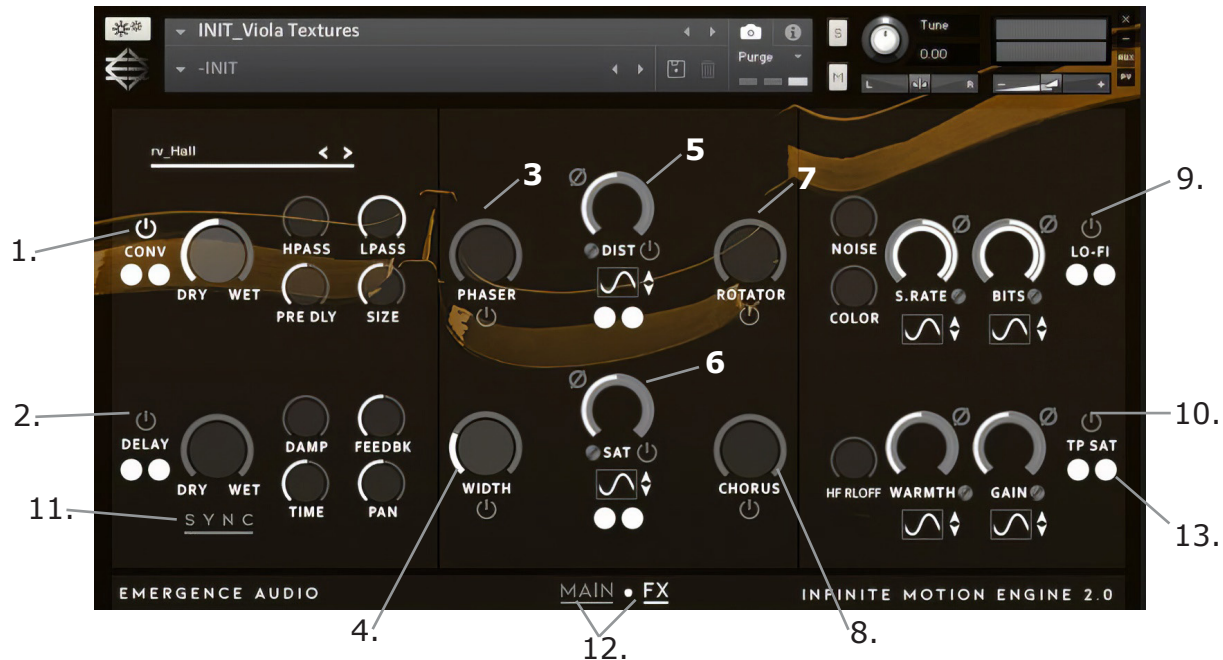 INIT_Viola Textures
-INIT
Purge
S
M
Tune
0.00
L
R
-
+
×
-
AUX
PV
rv_Hall
< >
1.
CONV
DRY WET
HPASS
LPASS
PRE DLY
SIZE
2.
DELAY
DRY WET
SYNC
11.
DAMP
FEEDBK
TIME
PAN
3
PHASER
4.
WIDTH
5
DIST
6
SAT
7
ROTATOR
8.
CHORUS
NOISE
COLOR
S.RATE
BITS
9.
LO-FI
HF RLOFF
WARMTH
GAIN
10.
TP SAT
13.
EMERGENCE AUDIO
MAIN • FX
12.
INFINITE MOTION ENGINE 2.0